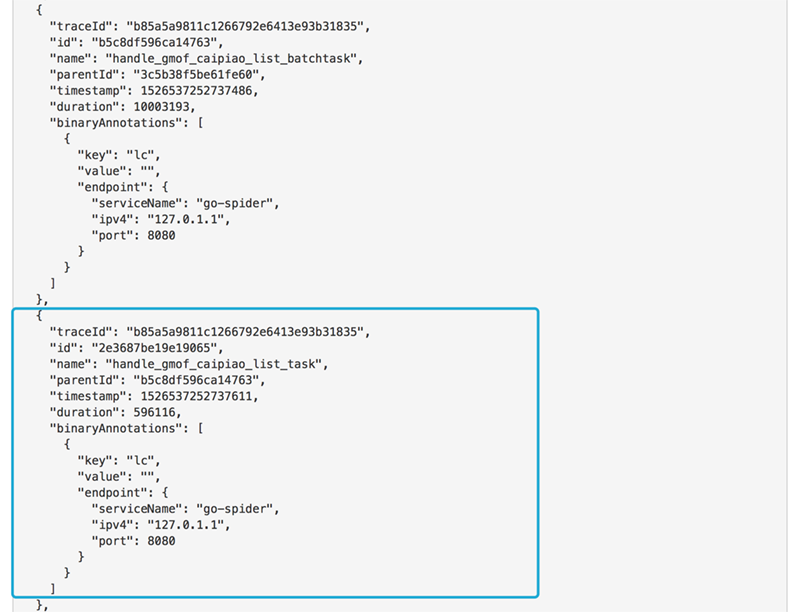 {
"traceId": "b85a5a9811c1266792e6413e93b31835",
"id": "b5c8df596ca14763",
"name": "handle_gmof_caipiao_list_batchtask",
"parentId": "3c5b38f5be61fe60",
"timestamp": 1526537252737486,
"duration": 10003193,
"binaryAnnotations": [
{
"key": "lc",
"value": "",
"endpoint": {
"serviceName": "go-spider",
"ipv4": "127.0.1.1",
"port": 8080
}
}
]
},
{
"traceId": "b85a5a9811c1266792e6413e93b31835",
"id": "2e3687be19e19065",
"name": "handle_gmof_caipiao_list_task",
"parentId": "b5c8df596ca14763",
"timestamp": 1526537252737611,
"duration": 596116,
"binaryAnnotations": [
{
"key": "lc",
"value": "",
"endpoint": {
"serviceName": "go-spider",
"ipv4": "127.0.1.1",
"port": 8080
}
}
]
},